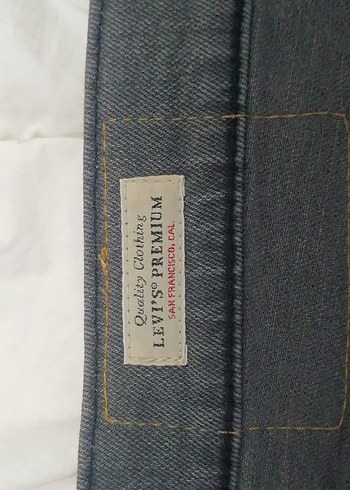 Quality Clothing
LEVI'S® PREMIUM
SAN FRANCISCO, CAL